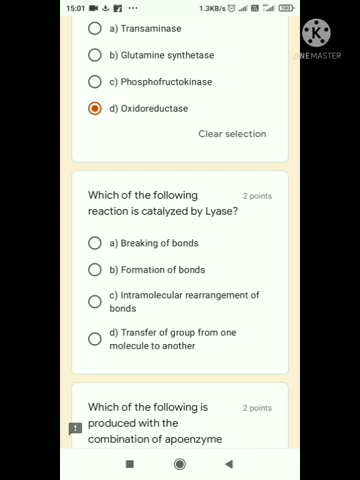 15:01
1.3KB/s
100
a) Transaminase
b) Glutamine synthetase
c) Phosphofructokinase
d) Oxidoreductase
Clear selection
K
KINEMASTER
Which of the following
2 points
reaction is catalyzed by Lyase?
a) Breaking of bonds
b) Formation of bonds
c) Intramolecular rearrangement of
bonds
d) Transfer of group from one
molecule to another
Which of the following is
2 points
produced with the
combination of apoenzyme